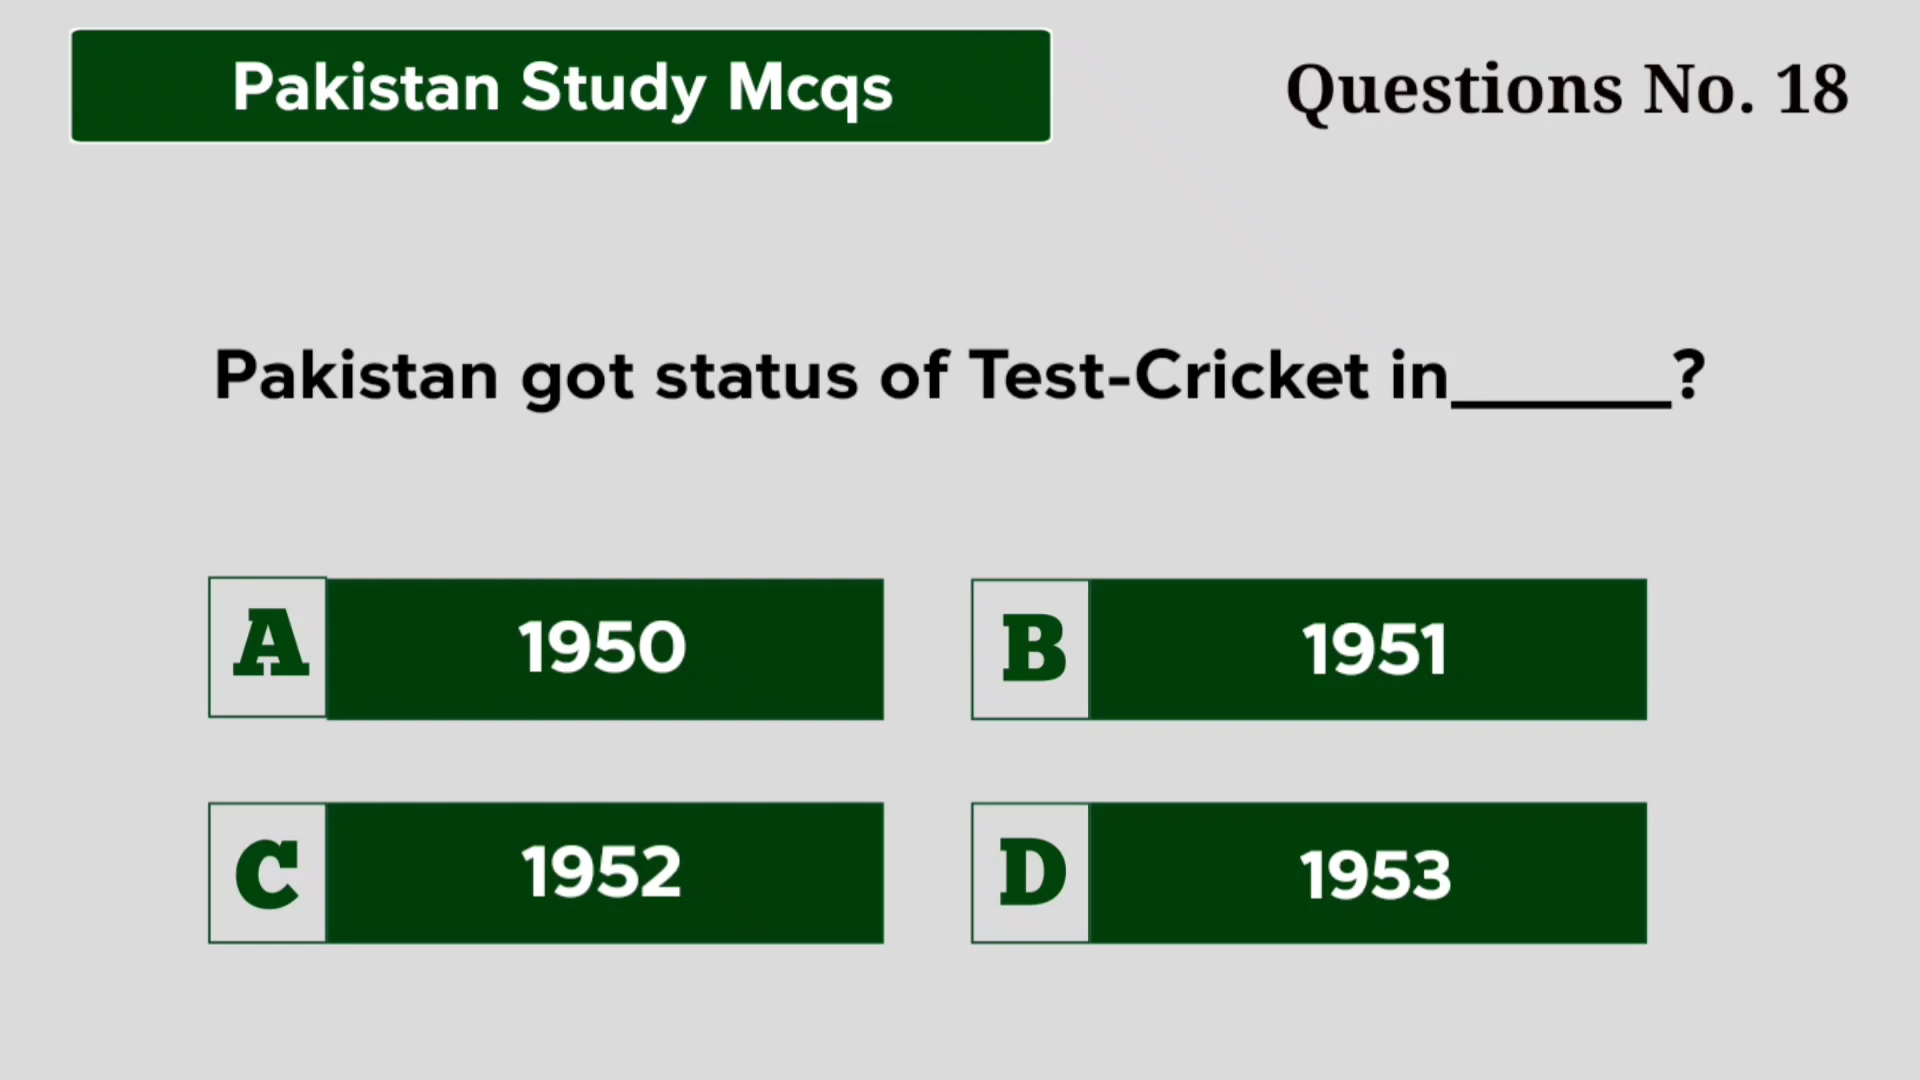 Pakistan Study Mcqs
Questions No. 18
Pakistan got status of Test-Cricket in______?
A 1950
B 1951
C 1952
D 1953